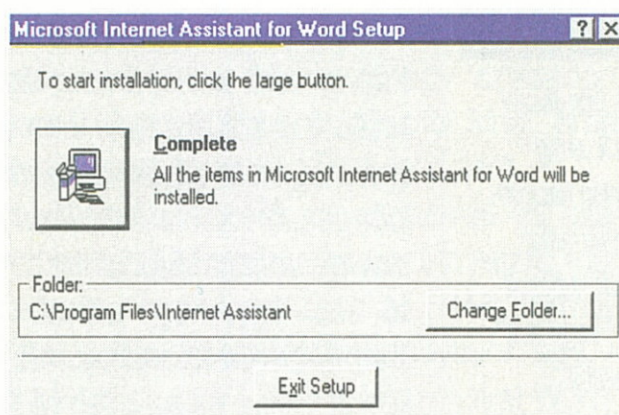 Microsoft Internet Assistant for Word Setup
To start installation, click the large button.
Complete
All the items in Microsoft Internet Assistant for Word will be
installed.
Folder:
C:\Program Files\Internet Assistant
Change Folder...
Exit Setup